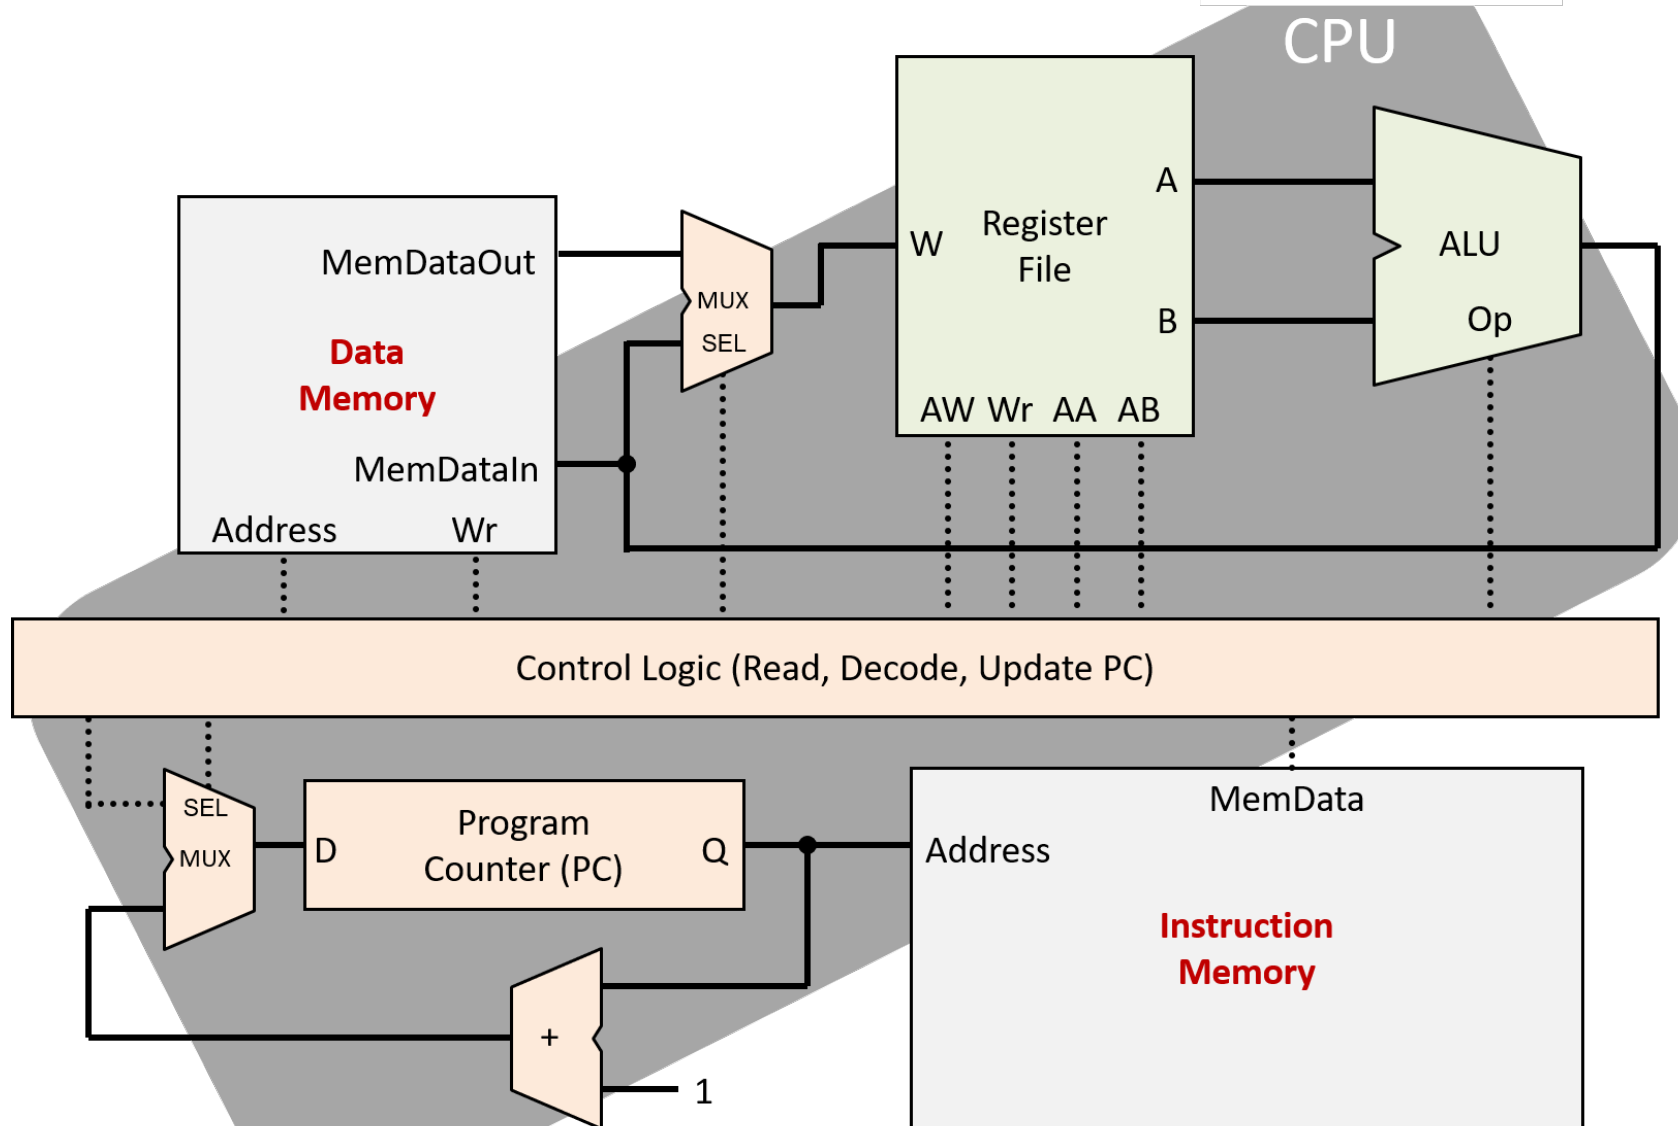 CPU
MemDataOut
Data
Memory
MemDataIn
Address Wr
MUX
SEL
W
Register
File
A
B
AW Wr AA AB
ALU
Op
Control Logic (Read, Decode, Update PC)
SEL
MUX
D
Program
Counter (PC)
Q
MemData
Address
Instruction
Memory
+
1